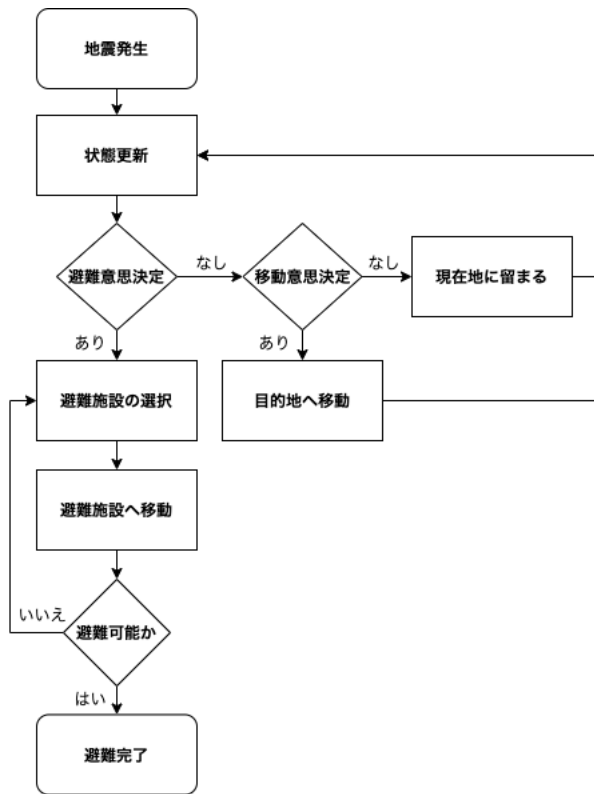 地震発生
状態更新
避難意思決定
なし
移動意思決定
なし
現在地に留まる
あり
あり
避難施設の選択
目的地へ移動
避難施設へ移動
いいえ
避難可能か
はい
避難完了